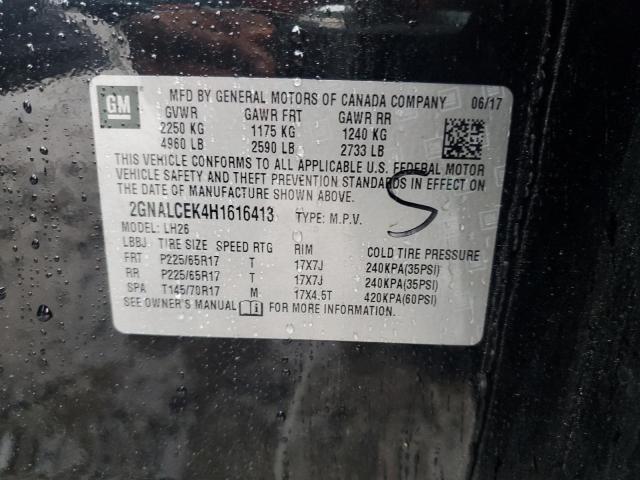 GM
MFD BY GENERAL MOTORS OF CANADA COMPANY 06/17
GVWR GAWR FRT GAWR RR
2250 KG 1175 KG 1240 KG
4960 LB 2590 LB 2733 LB
THIS VEHICLE CONFORMS TO ALL APPLICABLE U.S. FEDERAL MOTOR
VEHICLE SAFETY AND THEFT PREVENTION STANDARDS IN EFFECT ON
THE DATE OF MANUFACTURE SHOWN ABOVE.
2GNALCEK4H1616413 TYPE: M.P.V.
MODEL: LH26
LBBJ TIRE SIZE SPEED RTG RIM COLD TIRE PRESSURE
FRT P225/65R17 T 17X7J 240KPA(35PSI)
RR P225/65R17 T 17X7J 240KPA(35PSI)
SPA T145/70R17 M 17X4.5T 420KPA(60PSI)
SEE OWNER'S MANUAL FOR MORE INFORMATION.
5